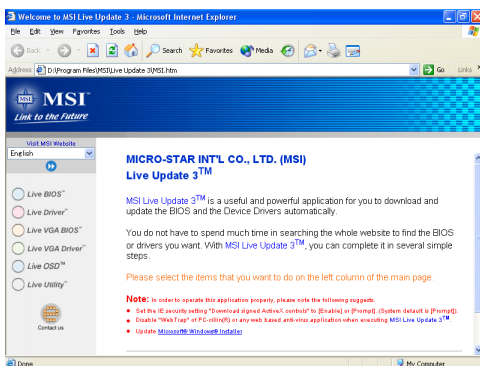 Welcome to MSI Live Update 3 - Microsoft Internet Explorer
File Edit View Favorites Tools Help
Back Search Favorites Media
Address D:\Program Files\MSI\Live Update 3\MSI.htm Go Links
MSI MSI™
Link to the Future
Visit MSI Website
English
Live BIOS™
Live Driver™
Live VGA BIOS™
Live VGA Driver™
Live OSD™
Live Utility™
Contact us
MICRO-STAR INT'L CO., LTD. (MSI)
Live Update 3™
MSI Live Update 3™ is a useful and powerful application for you to download and
update the BIOS and the Device Drivers automatically.
You do not have to spend much time in searching the whole website to find the BIOS
or drivers you want. With MSI Live Update 3™, you can complete it in several simple
steps.
Please select the items that you want to do on the left column of the main page.
Note: In order to operate this application properly, please note the following suggests.
Set the IE security setting "Download signed ActiveX controls" to [Enable] or [Prompt]. (System default is [Prompt]).
Disable "WebTrap" of PC-cillin(R) or any web based anti-virus application when executing MSI Live Update 3™
Update Microsoft® Windows® Installer
Done My Computer